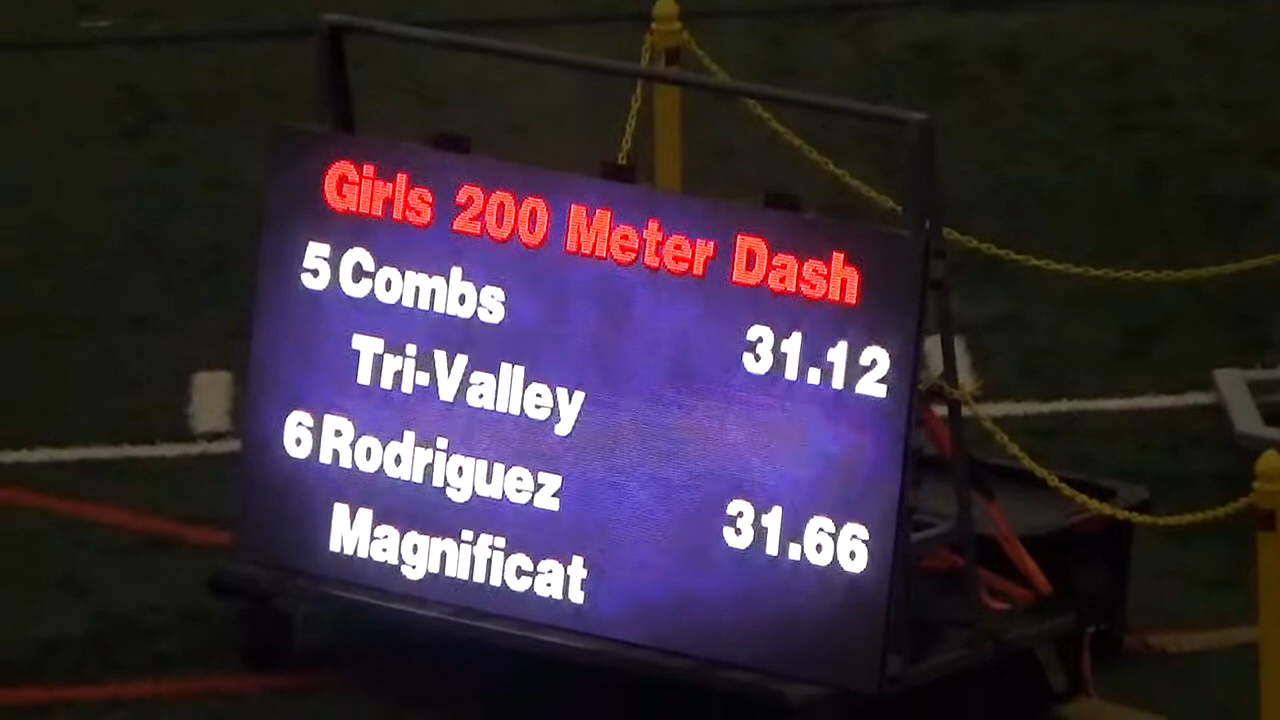 Girls 200 Meter Dash
5 Combs 31.12
Tri-Valley
6 Rodriguez 31.66
Magnificat